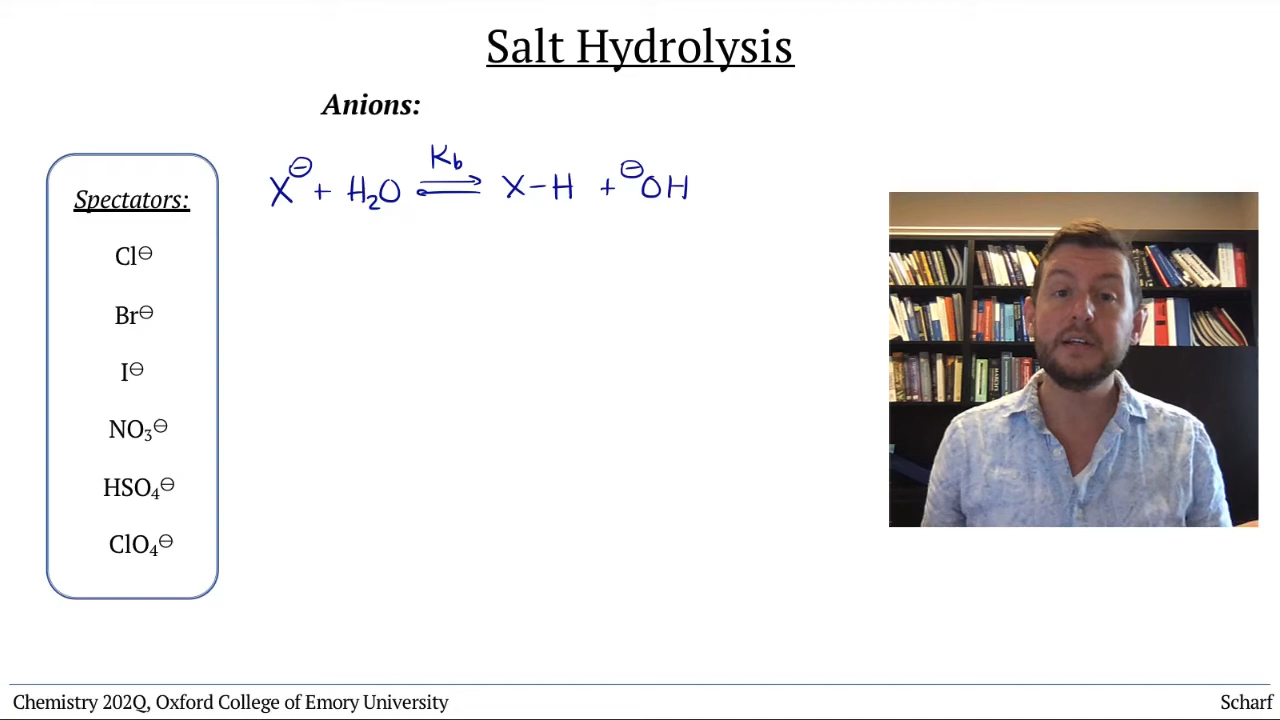 Salt Hydrolysis
Anions:
X⊖ + H₂O ⇌ X–H + ⊖OH
K_b
Spectators:
Cl⊖
Br⊖
I⊖
NO₃⊖
HSO₄⊖
ClO₄⊖
Chemistry 202Q, Oxford College of Emory University
Scharf